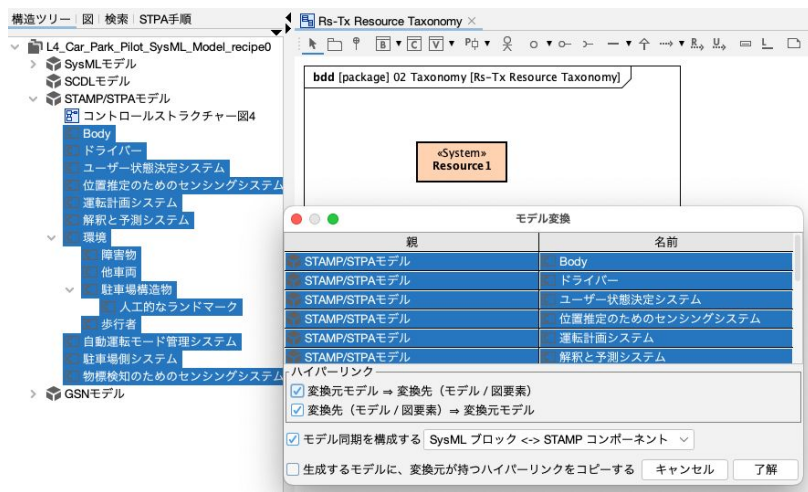 構造ツリー 図 検索 STPA手順
L4_Car_Park_Pilot_SysML_Model_recipe0
SysMLモデル
SCDLモデル
STAMP/STPAモデル
コントロールストラクチャー図4
Body
ドライバー
ユーザー状態決定システム
位置推定のためのセンシングシステム
運転計画システム
解釈と予測システム
環境
障害物
他車両
駐車場構造物
人工的なランドマーク
歩行者
自動運転モード管理システム
駐車場側システム
物標検知のためのセンシングシステム
GSNモデル
Rs-Tx Resource Taxonomy
bdd [package] 02 Taxonomy [Rs-Tx Resource Taxonomy]
«System»
Resource1
モデル変換
親 名前
STAMP/STPAモデル Body
STAMP/STPAモデル ドライバー
STAMP/STPAモデル ユーザー状態決定システム
STAMP/STPAモデル 位置推定のためのセンシングシステム
STAMP/STPAモデル 運転計画システム
STAMP/STPAモデル 解釈と予測システム
ハイパーリンク
変換元モデル ⇒ 変換先（モデル / 図要素）
変換先（モデル / 図要素）⇒ 変換元モデル
モデル同期を構成する SysML ブロック <-> STAMP コンポーネント
生成するモデルに、変換元が持つハイパーリンクをコピーする キャンセル 了解